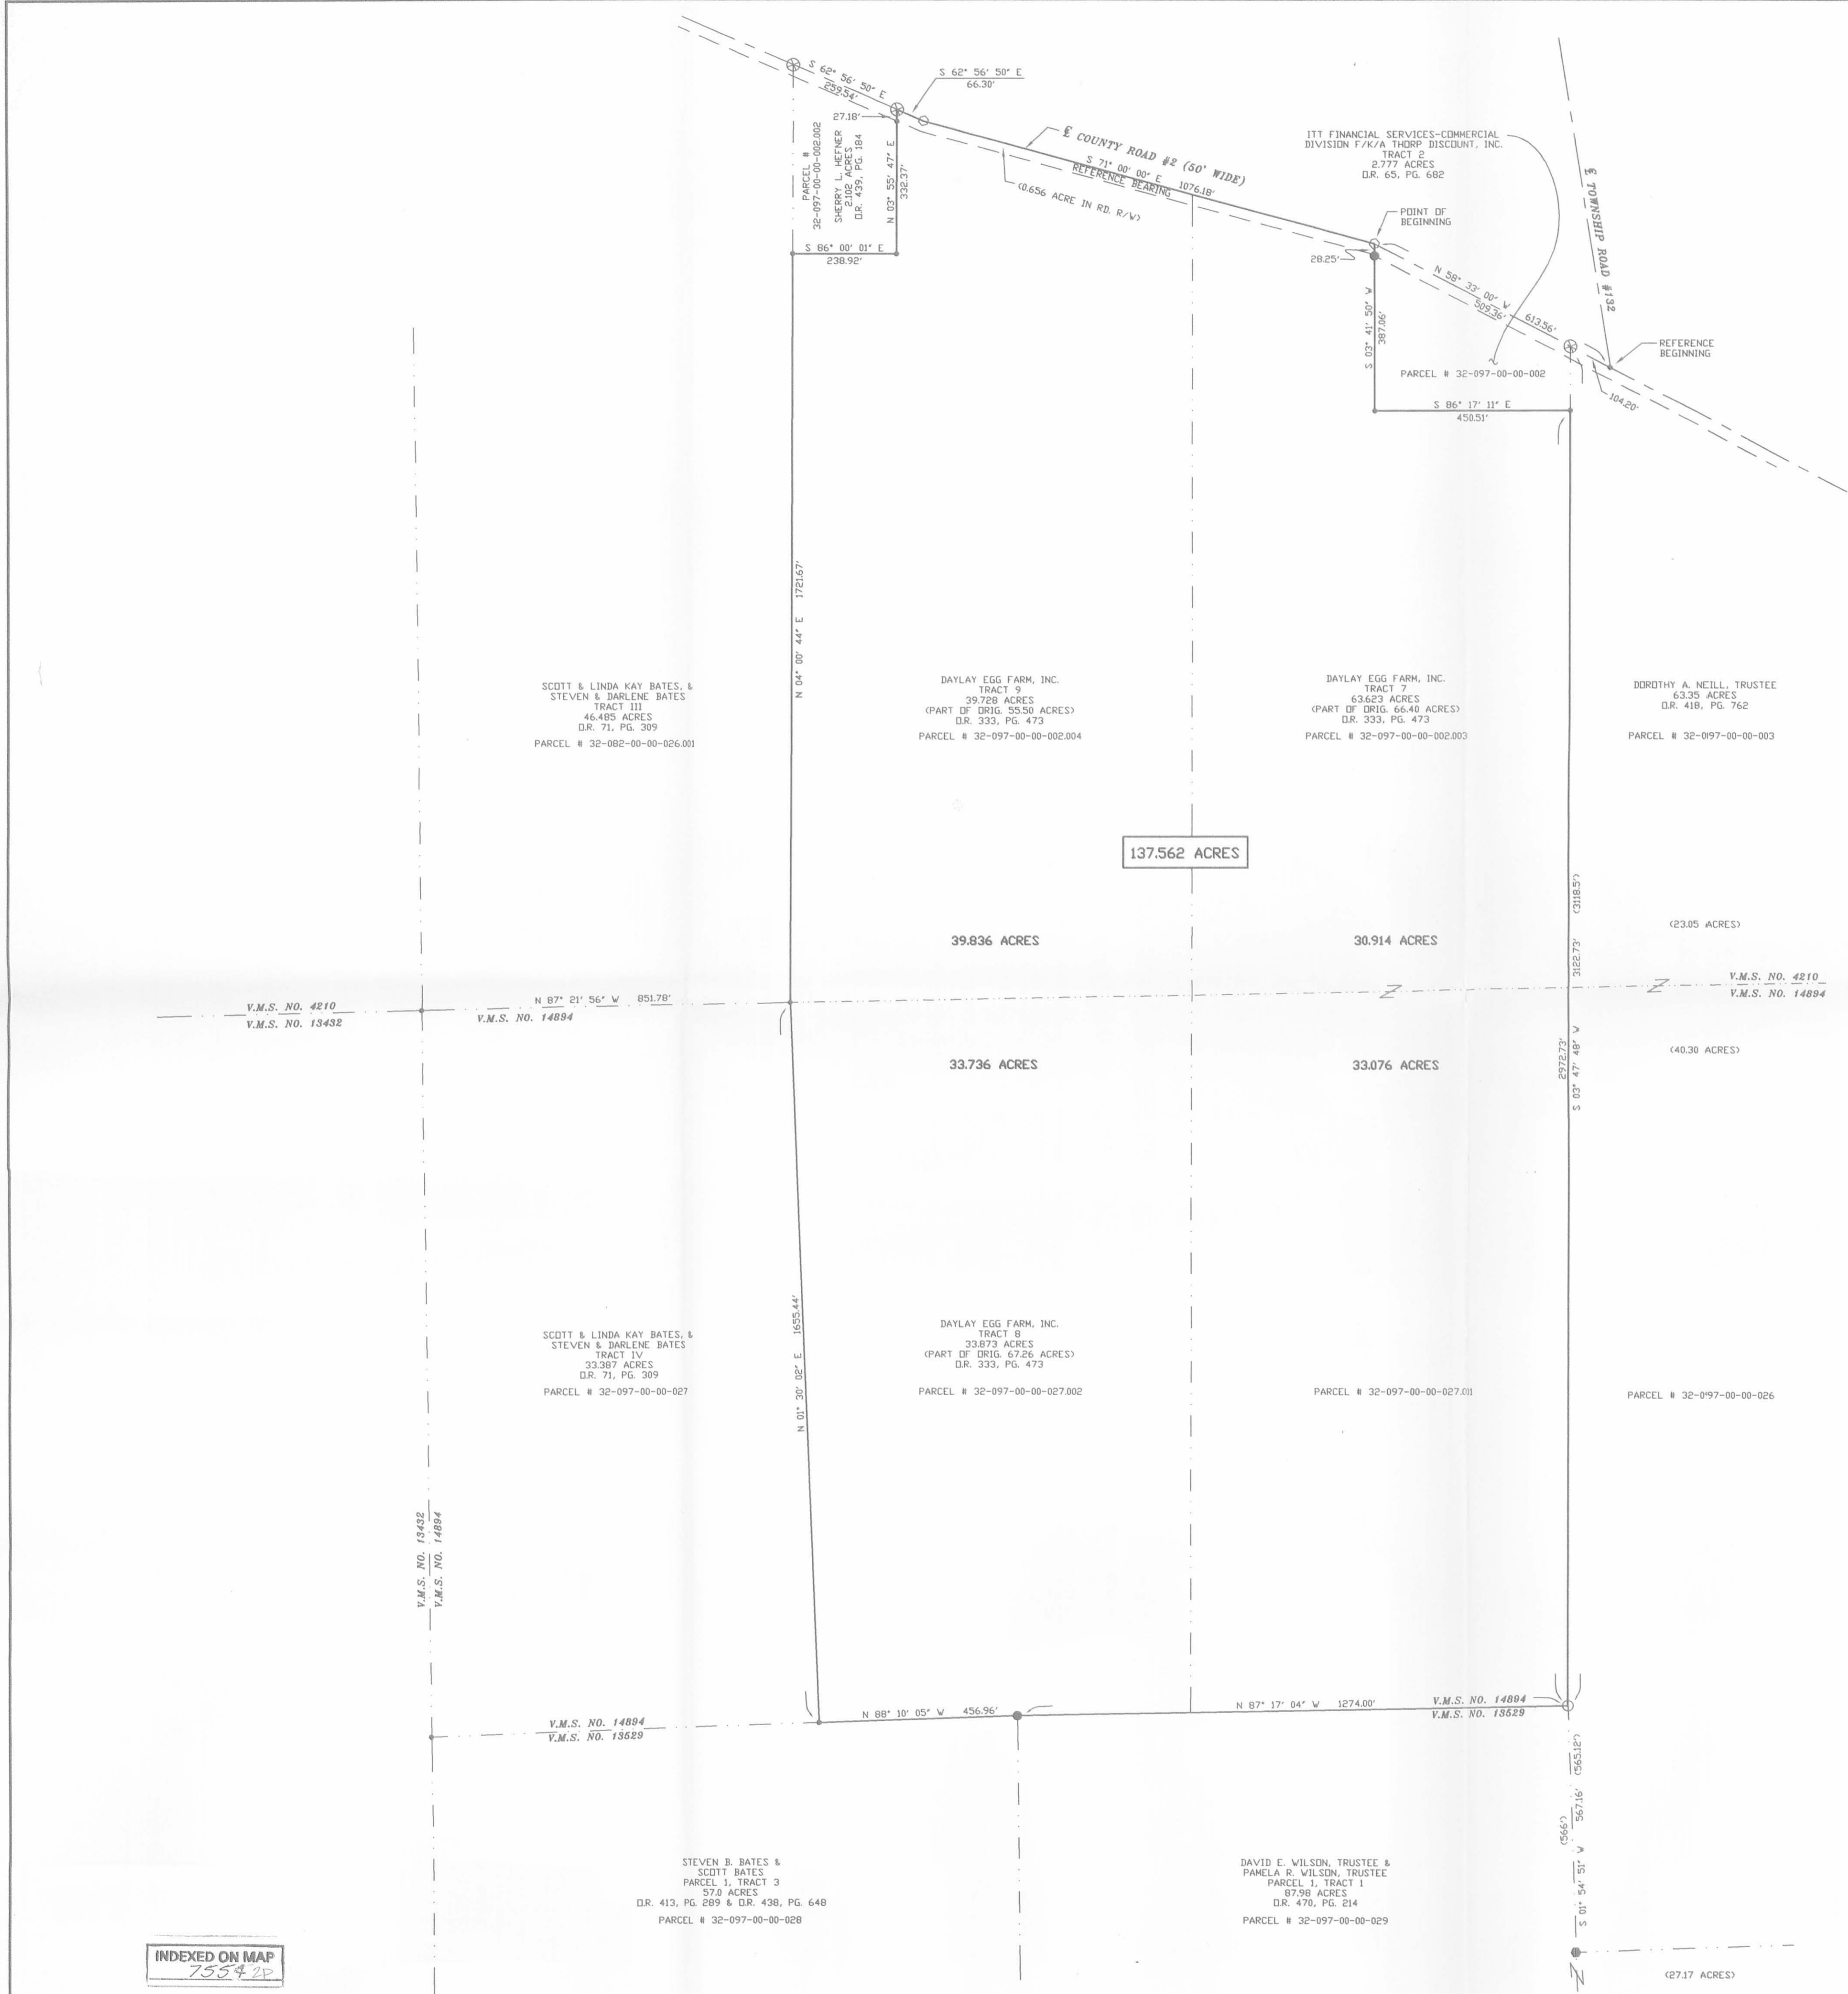 S 62° 56' 50" E
259.54'
S 62° 56' 50" E
66.30'
27.18'
PARCEL #
32-097-00-00-002.002
SHERRY L. HEFNER
2.102 ACRES
O.R. 439, PG. 184
N 03° 55' 47" E
332.37'
S 86° 00' 01" E
238.92'
℄ COUNTY ROAD #2 (50' WIDE)
S 71° 00' 00" E 1076.18'
REFERENCE BEARING
(0.656 ACRE IN RD. R/W)
ITT FINANCIAL SERVICES-COMMERCIAL
DIVISION F/K/A THORP DISCOUNT, INC.
TRACT 2
2.777 ACRES
O.R. 65, PG. 682
℄ TOWNSHIP ROAD #132
POINT OF
BEGINNING
28.25'
N 58° 33' 00" W 613.56'
509.36'
S 03° 41' 50" W
387.06'
REFERENCE
BEGINNING
PARCEL # 32-097-00-00-002
104.20'
S 86° 17' 11" E
450.51'
N 04° 00' 44" E 1721.67'
SCOTT & LINDA KAY BATES, &
STEVEN & DARLENE BATES
TRACT III
46.485 ACRES
O.R. 71, PG. 309
PARCEL # 32-082-00-00-026.001
DAYLAY EGG FARM, INC.
TRACT 9
39.728 ACRES
(PART OF ORIG. 55.50 ACRES)
O.R. 333, PG. 473
PARCEL # 32-097-00-00-002.004
DAYLAY EGG FARM, INC.
TRACT 7
63.623 ACRES
(PART OF ORIG. 66.40 ACRES)
O.R. 333, PG. 473
PARCEL # 32-097-00-00-002.003
DOROTHY A. NEILL, TRUSTEE
63.35 ACRES
O.R. 418, PG. 762
PARCEL # 32-0197-00-00-003
137.562 ACRES
39.836 ACRES
30.914 ACRES
3122.73' (3118.5')
(23.05 ACRES)
V.M.S. NO. 4210
V.M.S. NO. 13432
N 87° 21' 56" W 851.78'
V.M.S. NO. 14894
V.M.S. NO. 4210
V.M.S. NO. 14894
33.736 ACRES
33.076 ACRES
2972.73'
S 03° 47' 48" W
(40.30 ACRES)
N 01° 30' 02" E 1655.44'
SCOTT & LINDA KAY BATES, &
STEVEN & DARLENE BATES
TRACT IV
33.387 ACRES
O.R. 71, PG. 309
PARCEL # 32-097-00-00-027
DAYLAY EGG FARM, INC.
TRACT 8
33.873 ACRES
(PART OF ORIG. 67.26 ACRES)
O.R. 333, PG. 473
PARCEL # 32-097-00-00-027.002
PARCEL # 32-097-00-00-027.011
PARCEL # 32-097-00-00-026
V.M.S. NO. 13432
V.M.S. NO. 14894
N 88° 10' 05" W 456.96'
N 87° 17' 04" W 1274.00'
V.M.S. NO. 14894
V.M.S. NO. 13529
V.M.S. NO. 14894
V.M.S. NO. 13529
(566')
S 01° 54' 51" W 567.16' (565.12')
STEVEN B. BATES &
SCOTT BATES
PARCEL 1, TRACT 3
57.0 ACRES
O.R. 413, PG. 289 & O.R. 438, PG. 648
PARCEL # 32-097-00-00-028
DAVID E. WILSON, TRUSTEE &
PAMELA R. WILSON, TRUSTEE
PARCEL 1, TRACT 1
87.98 ACRES
O.R. 470, PG. 214
PARCEL # 32-097-00-00-029
INDEXED ON MAP
7554 2P
(27.17 ACRES)